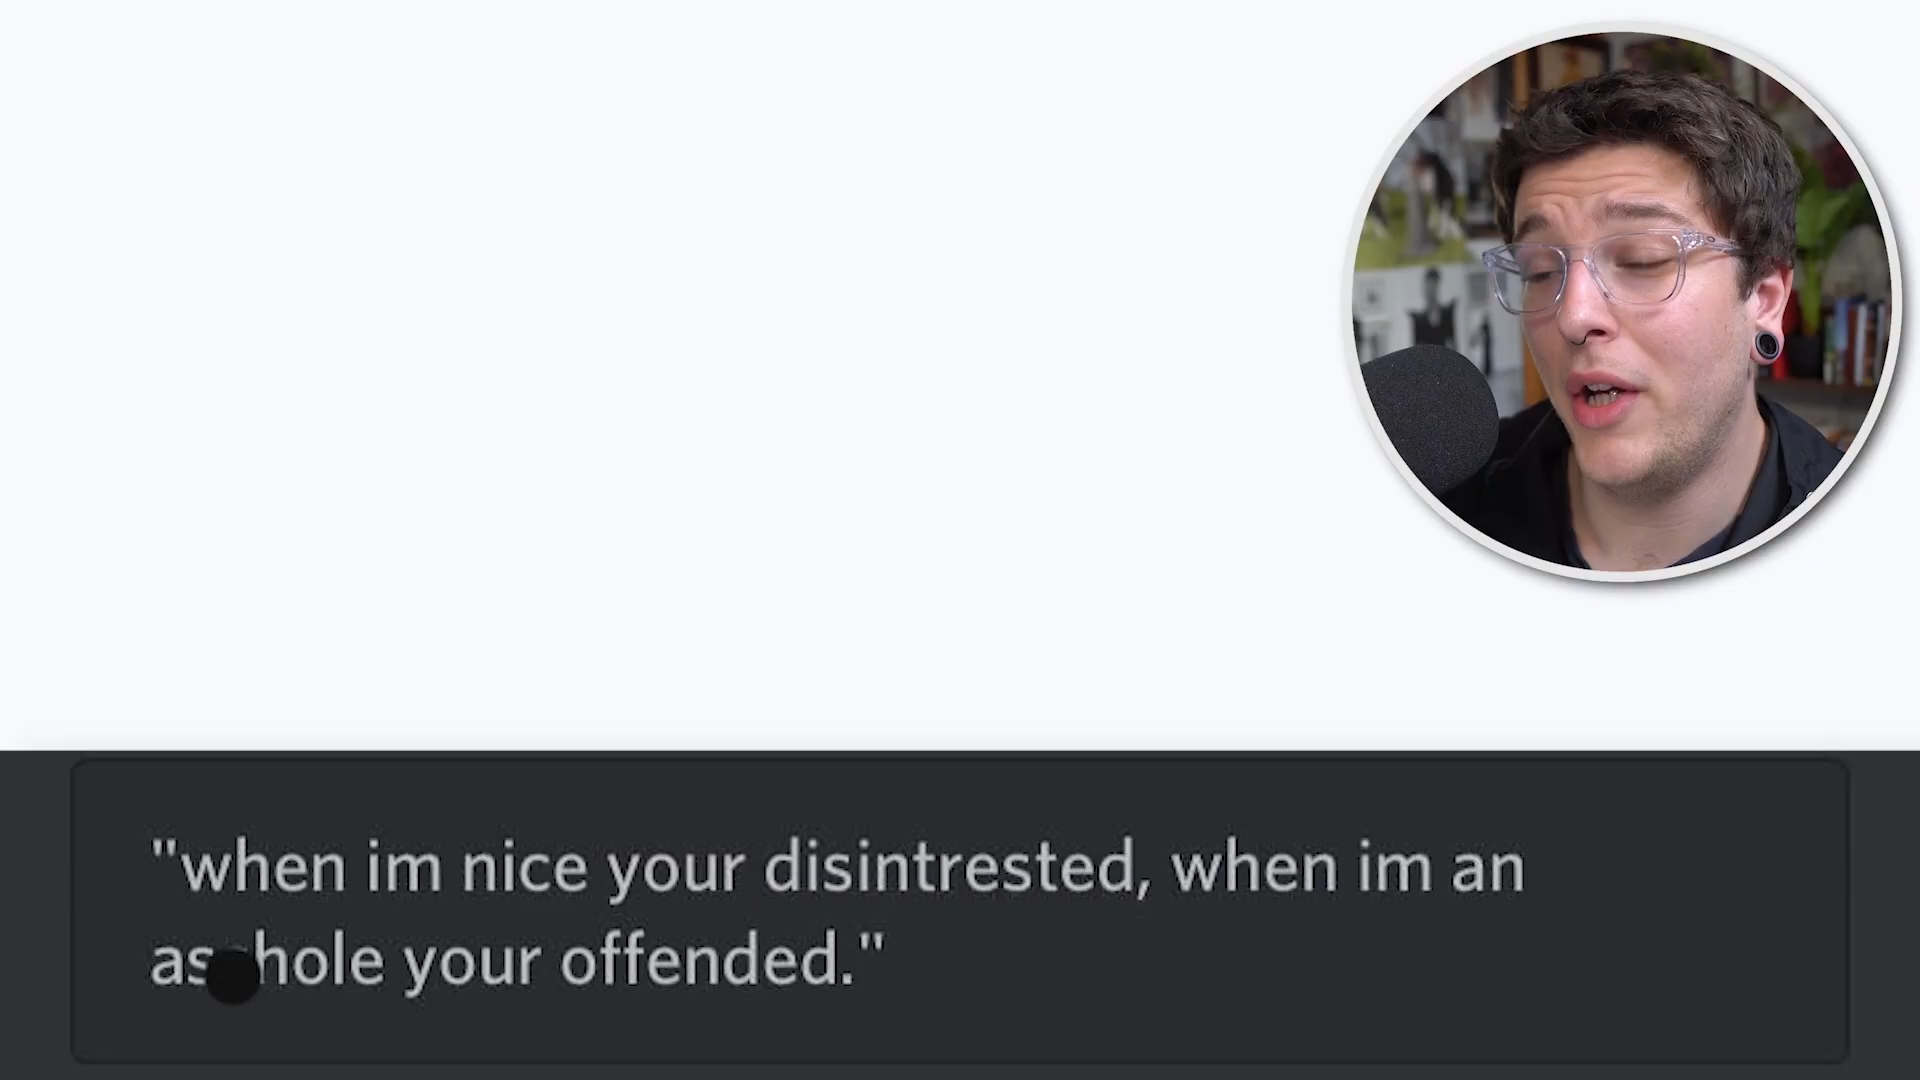 "when im nice your disintrested, when im an
asshole your offended."